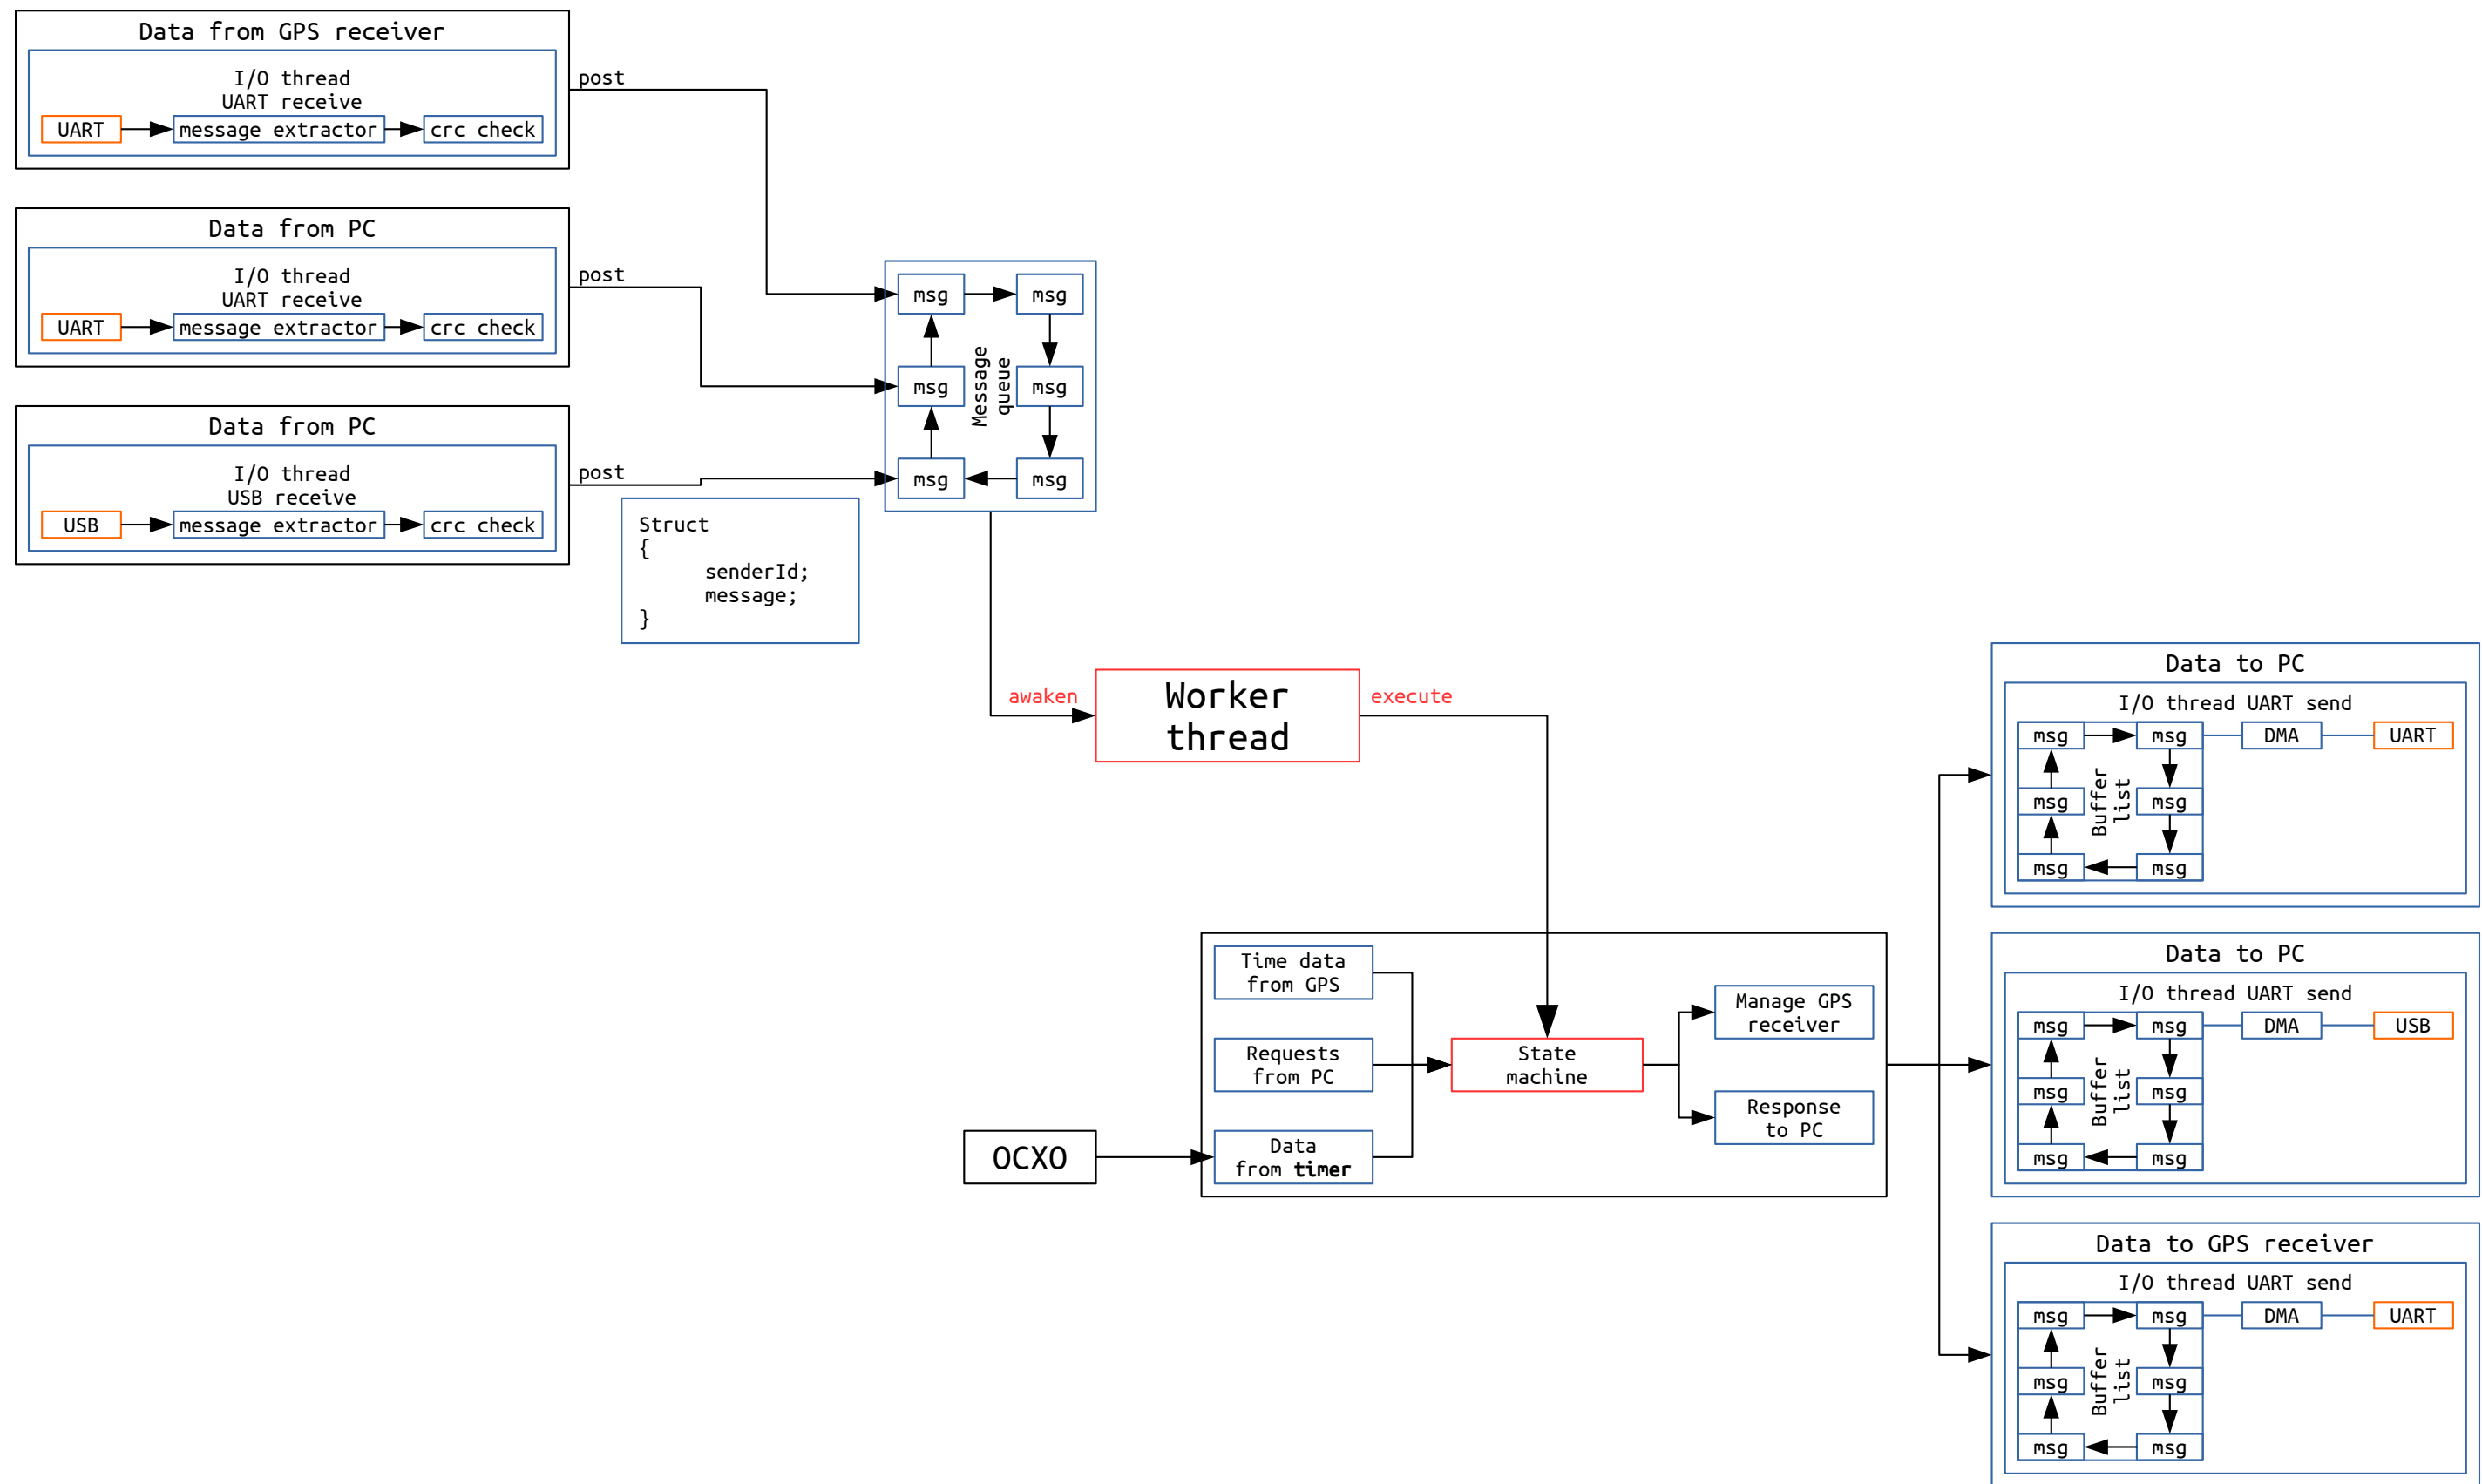 Data from GPS receiver
I/O thread
UART receive
UART
message extractor
crc check
post
Data from PC
I/O thread
UART receive
UART
message extractor
crc check
post
Data from PC
I/O thread
USB receive
USB
message extractor
crc check
post
msg
msg
msg
msg
msg
msg
Message
queue
Struct
{
senderId;
message;
}
awaken
Worker
thread
execute
Time data
from GPS
Requests
from PC
Data
from timer
OCXO
State
machine
Manage GPS
receiver
Response
to PC
Data to PC
I/O thread UART send
msg
msg
DMA
UART
msg
msg
Buffer
list
msg
msg
Data to PC
I/O thread UART send
msg
msg
DMA
USB
msg
msg
Buffer
list
msg
msg
Data to GPS receiver
I/O thread UART send
msg
msg
DMA
UART
msg
msg
Buffer
list
msg
msg